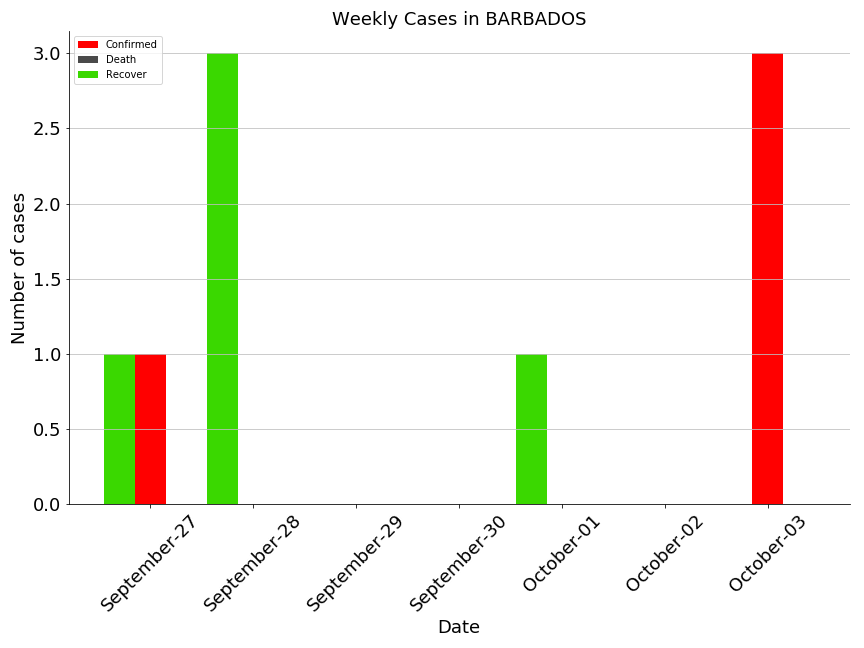 Weekly Cases in BARBADOS
Confirmed
Death
Recover
Number of cases
3.0
2.5
2.0
1.5
1.0
0.5
0.0
September-27
September-28
September-29
September-30
October-01
October-02
October-03
Date